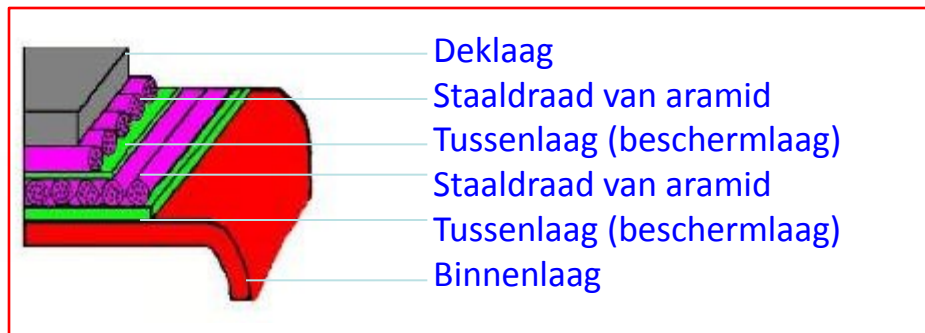 Deklaag
Staaldraad van aramid
Tussenlaag (beschermlaag)
Staaldraad van aramid
Tussenlaag (beschermlaag)
Binnenlaag